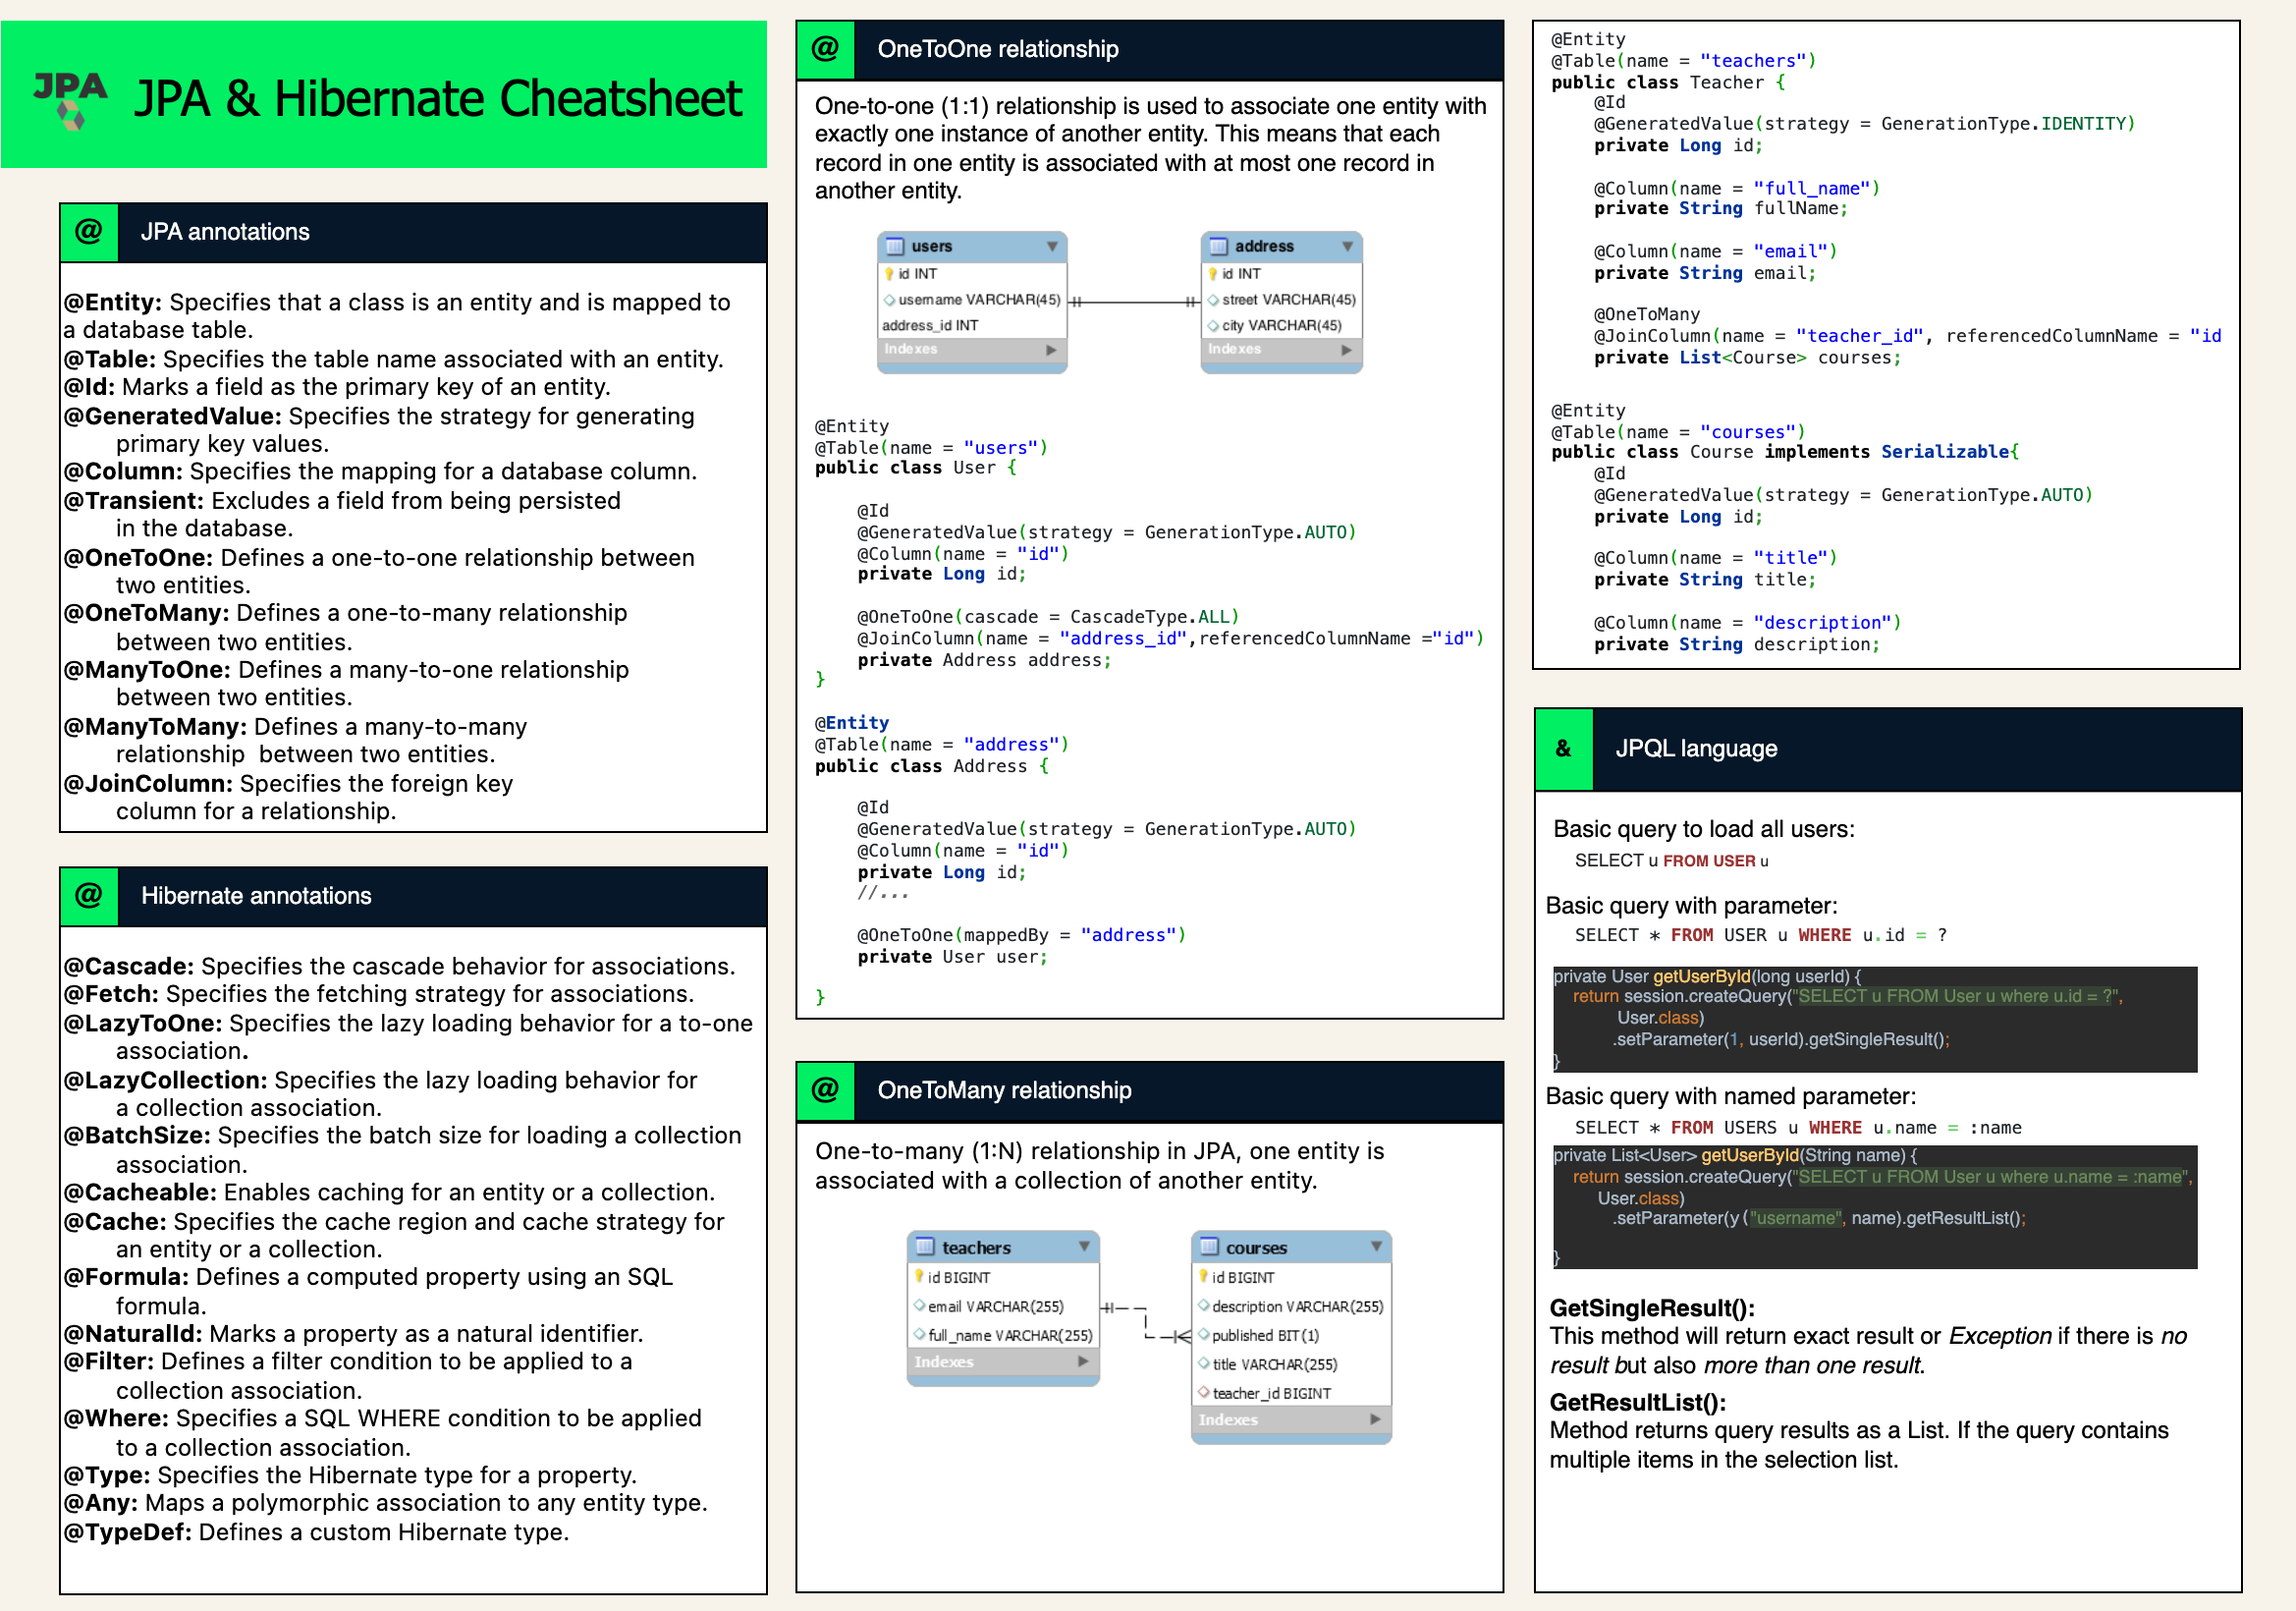 JPA
JPA & Hibernate Cheatsheet
@ JPA annotations
@Entity: Specifies that a class is an entity and is mapped to
a database table.
@Table: Specifies the table name associated with an entity.
@Id: Marks a field as the primary key of an entity.
@GeneratedValue: Specifies the strategy for generating
primary key values.
@Column: Specifies the mapping for a database column.
@Transient: Excludes a field from being persisted
in the database.
@OneToOne: Defines a one-to-one relationship between
two entities.
@OneToMany: Defines a one-to-many relationship
between two entities.
@ManyToOne: Defines a many-to-one relationship
between two entities.
@ManyToMany: Defines a many-to-many
relationship  between two entities.
@JoinColumn: Specifies the foreign key
column for a relationship.
@ Hibernate annotations
@Cascade: Specifies the cascade behavior for associations.
@Fetch: Specifies the fetching strategy for associations.
@LazyToOne: Specifies the lazy loading behavior for a to-one
association.
@LazyCollection: Specifies the lazy loading behavior for
a collection association.
@BatchSize: Specifies the batch size for loading a collection
association.
@Cacheable: Enables caching for an entity or a collection.
@Cache: Specifies the cache region and cache strategy for
an entity or a collection.
@Formula: Defines a computed property using an SQL
formula.
@NaturalId: Marks a property as a natural identifier.
@Filter: Defines a filter condition to be applied to a
collection association.
@Where: Specifies a SQL WHERE condition to be applied
to a collection association.
@Type: Specifies the Hibernate type for a property.
@Any: Maps a polymorphic association to any entity type.
@TypeDef: Defines a custom Hibernate type.
@ OneToOne relationship
One-to-one (1:1) relationship is used to associate one entity with
exactly one instance of another entity. This means that each
record in one entity is associated with at most one record in
another entity.
users
id INT
username VARCHAR(45)
address_id INT
Indexes
address
id INT
street VARCHAR(45)
city VARCHAR(45)
Indexes
@Entity
@Table(name = "users")
public class User {
@Id
@GeneratedValue(strategy = GenerationType.AUTO)
@Column(name = "id")
private Long id;
@OneToOne(cascade = CascadeType.ALL)
@JoinColumn(name = "address_id",referencedColumnName ="id")
private Address address;
}
@Entity
@Table(name = "address")
public class Address {
@Id
@GeneratedValue(strategy = GenerationType.AUTO)
@Column(name = "id")
private Long id;
//...
@OneToOne(mappedBy = "address")
private User user;
}
@ OneToMany relationship
One-to-many (1:N) relationship in JPA, one entity is
associated with a collection of another entity.
teachers
id BIGINT
email VARCHAR(255)
full_name VARCHAR(255)
Indexes
courses
id BIGINT
description VARCHAR(255)
published BIT(1)
title VARCHAR(255)
teacher_id BIGINT
Indexes
@Entity
@Table(name = "teachers")
public class Teacher {
@Id
@GeneratedValue(strategy = GenerationType.IDENTITY)
private Long id;
@Column(name = "full_name")
private String fullName;
@Column(name = "email")
private String email;
@OneToMany
@JoinColumn(name = "teacher_id", referencedColumnName = "id
private List<Course> courses;
@Entity
@Table(name = "courses")
public class Course implements Serializable{
@Id
@GeneratedValue(strategy = GenerationType.AUTO)
private Long id;
@Column(name = "title")
private String title;
@Column(name = "description")
private String description;
& JPQL language
Basic query to load all users:
SELECT u FROM USER u
Basic query with parameter:
SELECT * FROM USER u WHERE u.id = ?
private User getUserById(long userId) {
return session.createQuery("SELECT u FROM User u where u.id = ?",
User.class)
.setParameter(1, userId).getSingleResult();
}
Basic query with named parameter:
SELECT * FROM USERS u WHERE u.name = :name
private List<User> getUserById(String name) {
return session.createQuery("SELECT u FROM User u where u.name = :name",
User.class)
.setParameter(y("username", name).getResultList();
}
GetSingleResult():
This method will return exact result or Exception if there is no
result but also more than one result.
GetResultList():
Method returns query results as a List. If the query contains
multiple items in the selection list.